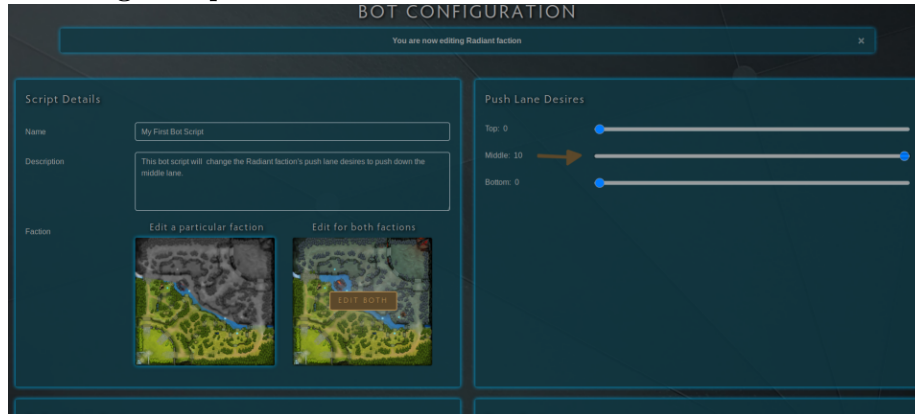 BOT CONFIGURATION
You are now editing Radiant faction
×
Script Details
Name
My First Bot Script
Description
This bot script will change the Radiant faction's push lane desires to push down the
middle lane.
Faction
Edit a particular faction
Edit for both factions
EDIT BOTH
Push Lane Desires
Top: 0
Middle: 10
Bottom: 0